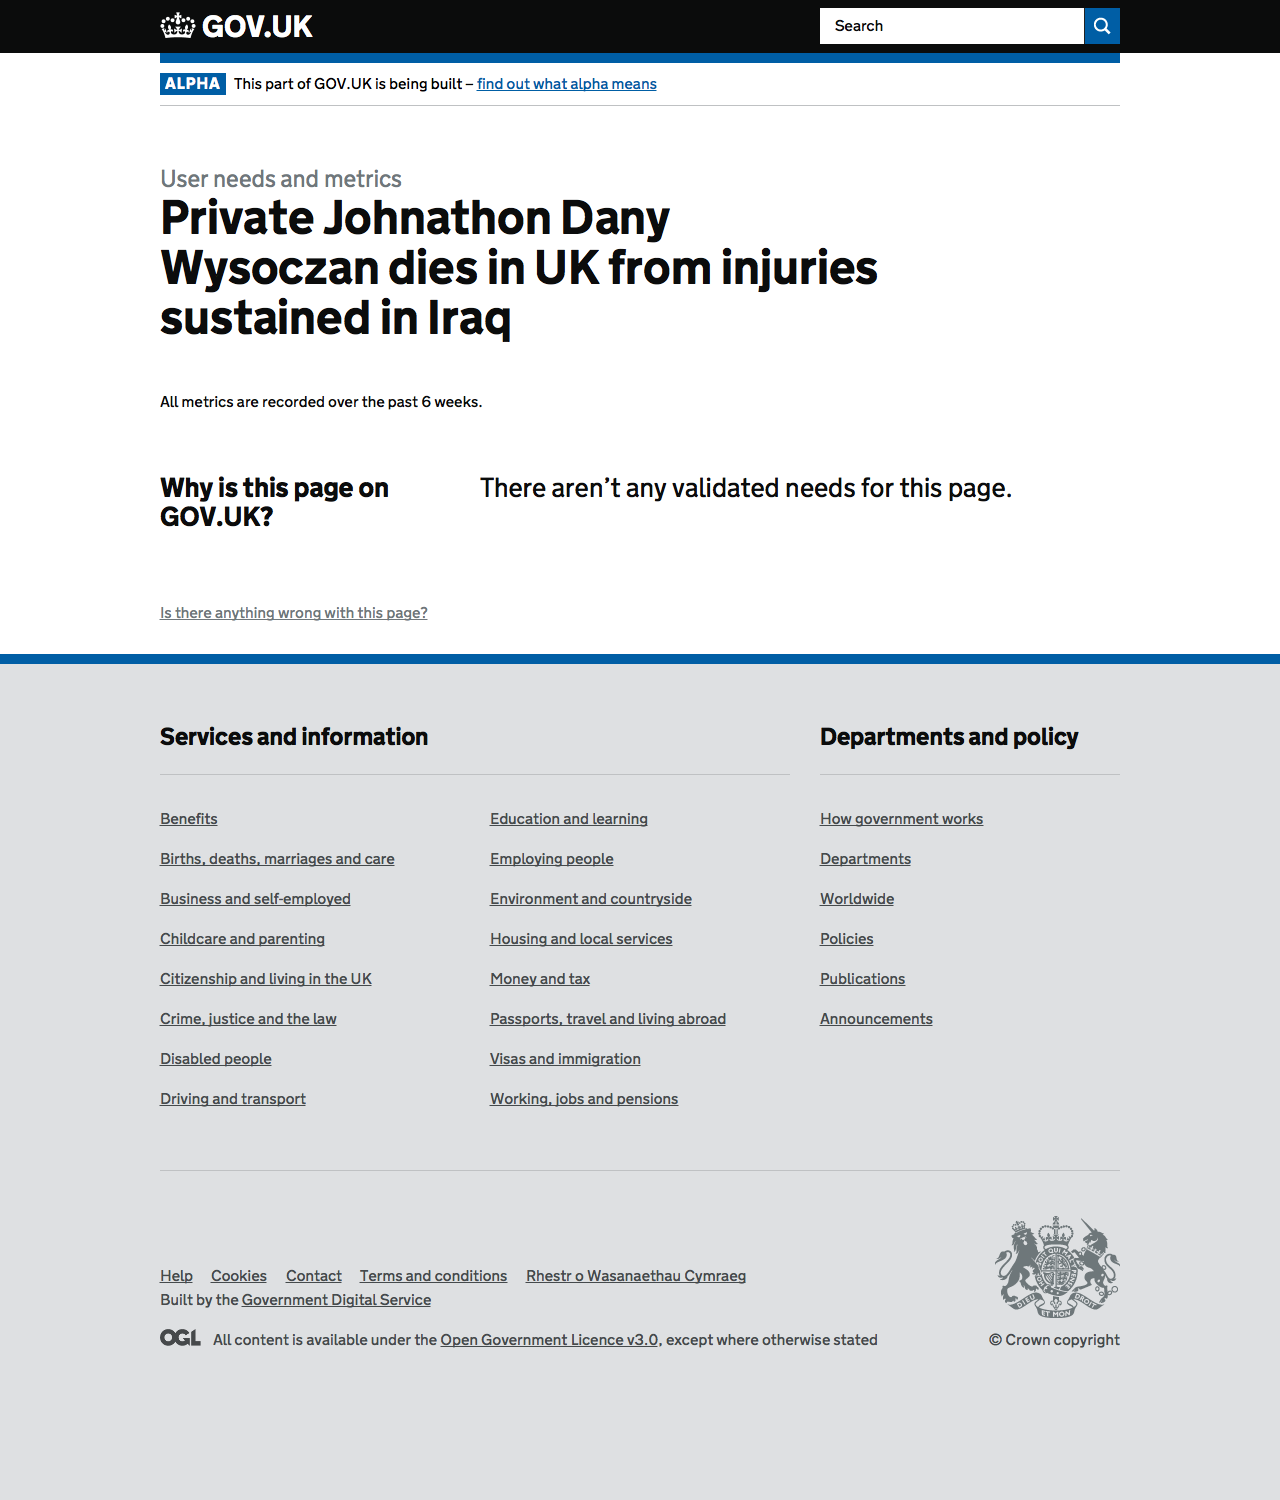 GOV.UK
Search
ALPHA This part of GOV.UK is being built – find out what alpha means
User needs and metrics
Private Johnathon Dany
Wysoczan dies in UK from injuries
sustained in Iraq
All metrics are recorded over the past 6 weeks.
Why is this page on
GOV.UK?
There aren’t any validated needs for this page.
Is there anything wrong with this page?
Services and information
Benefits
Births, deaths, marriages and care
Business and self-employed
Childcare and parenting
Citizenship and living in the UK
Crime, justice and the law
Disabled people
Driving and transport
Education and learning
Employing people
Environment and countryside
Housing and local services
Money and tax
Passports, travel and living abroad
Visas and immigration
Working, jobs and pensions
Departments and policy
How government works
Departments
Worldwide
Policies
Publications
Announcements
Help Cookies Contact Terms and conditions Rhestr o Wasanaethau Cymraeg
Built by the Government Digital Service
OGL All content is available under the Open Government Licence v3.0, except where otherwise stated
DIEU ET MON DROIT
© Crown copyright